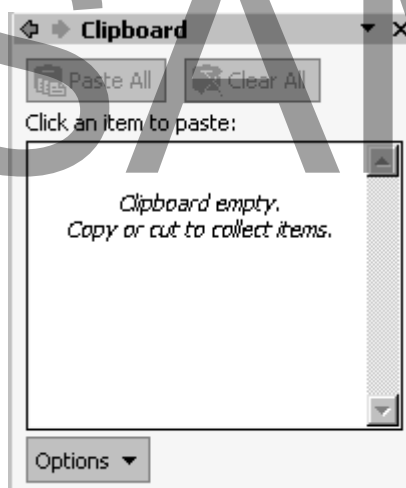 Clipboard
Paste All Clear All
Click an item to paste:
Clipboard empty.
Copy or cut to collect items.
Options